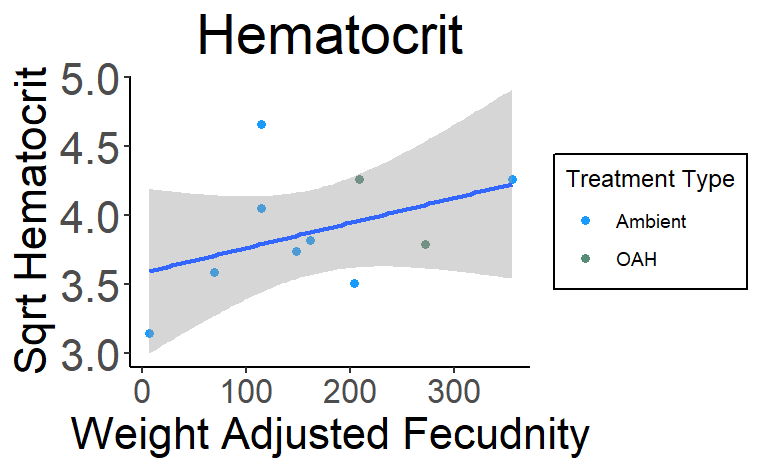 Hematocrit
Sqrt Hematocrit
5.0
4.5
4.0
3.5
3.0
0 100 200 300
Weight Adjusted Fecudnity
Treatment Type
Ambient
OAH